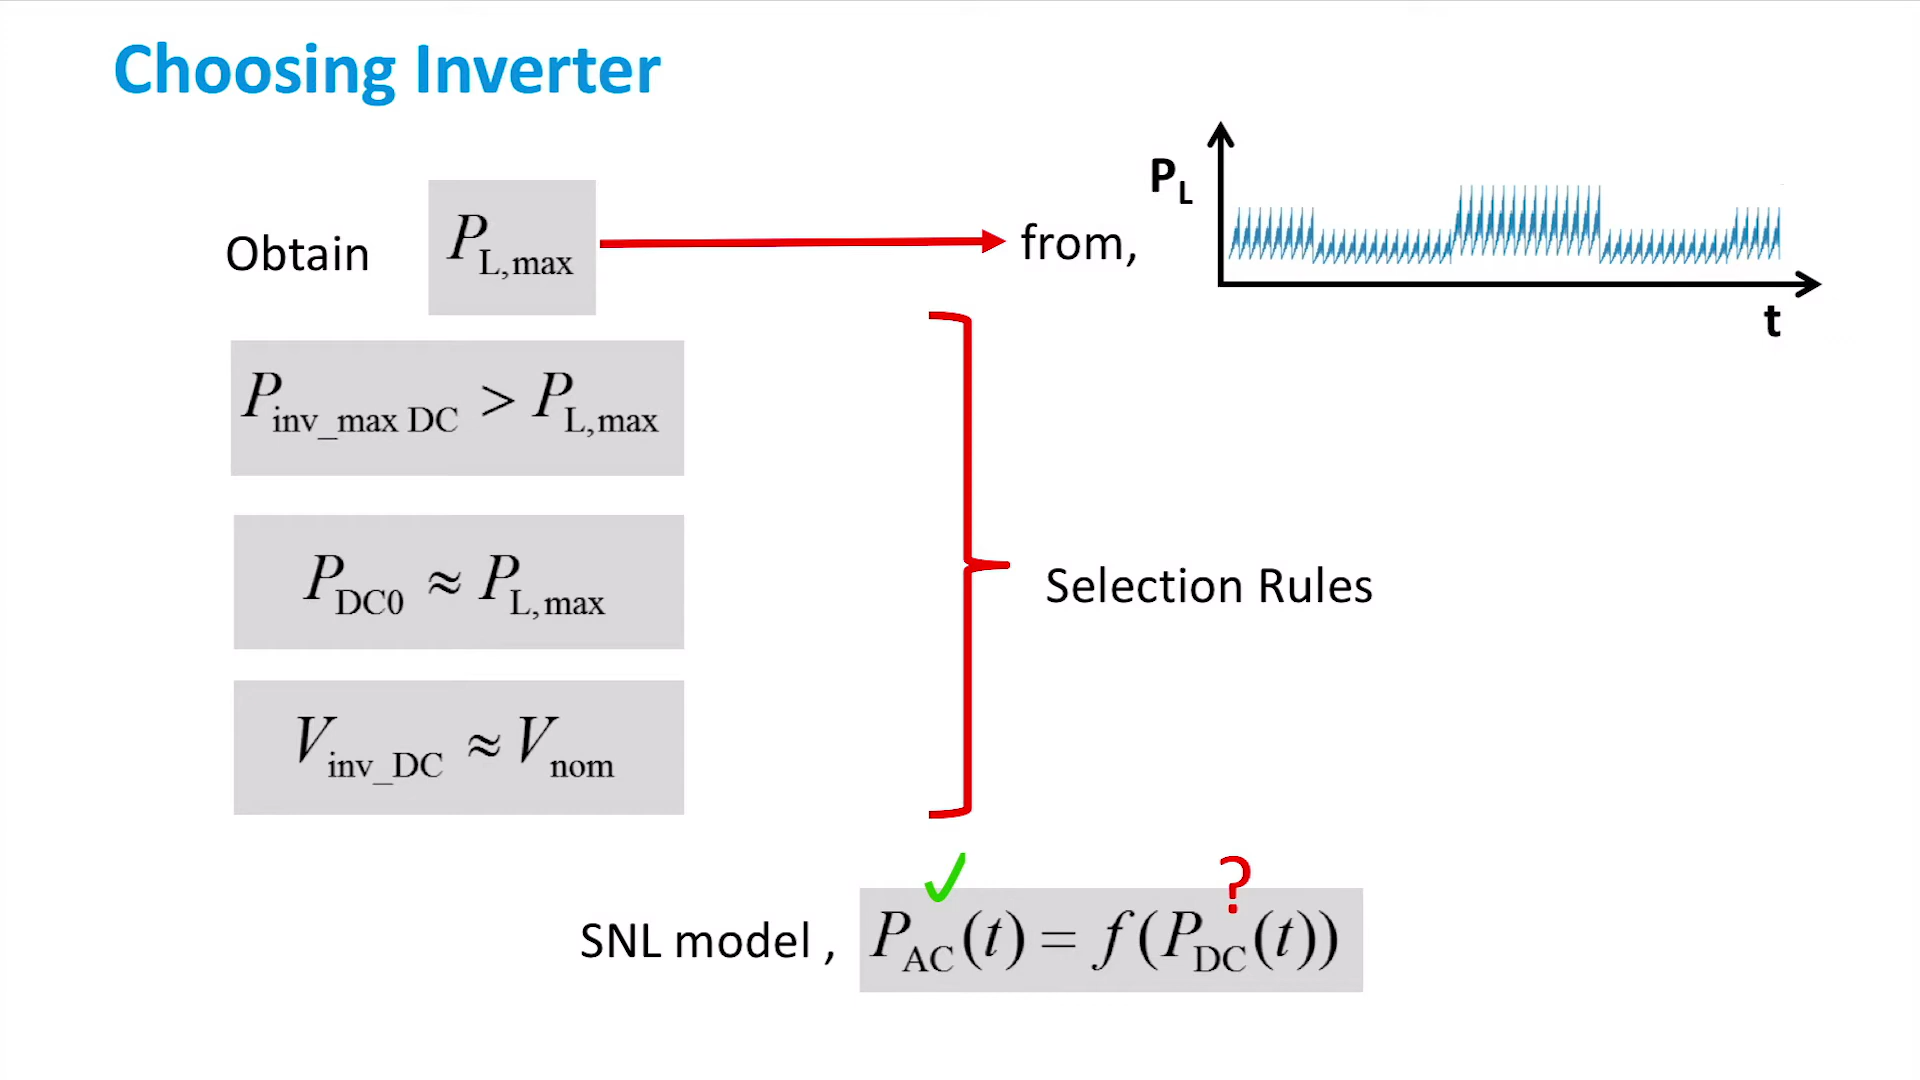 Choosing Inverter
Obtain P_L,max from,
P_L
t
P_inv_max DC > P_L,max
P_DC0 ≈ P_L,max
V_inv_DC ≈ V_nom
Selection Rules
✓ ?
SNL model , P_AC(t) = f(P_DC(t))